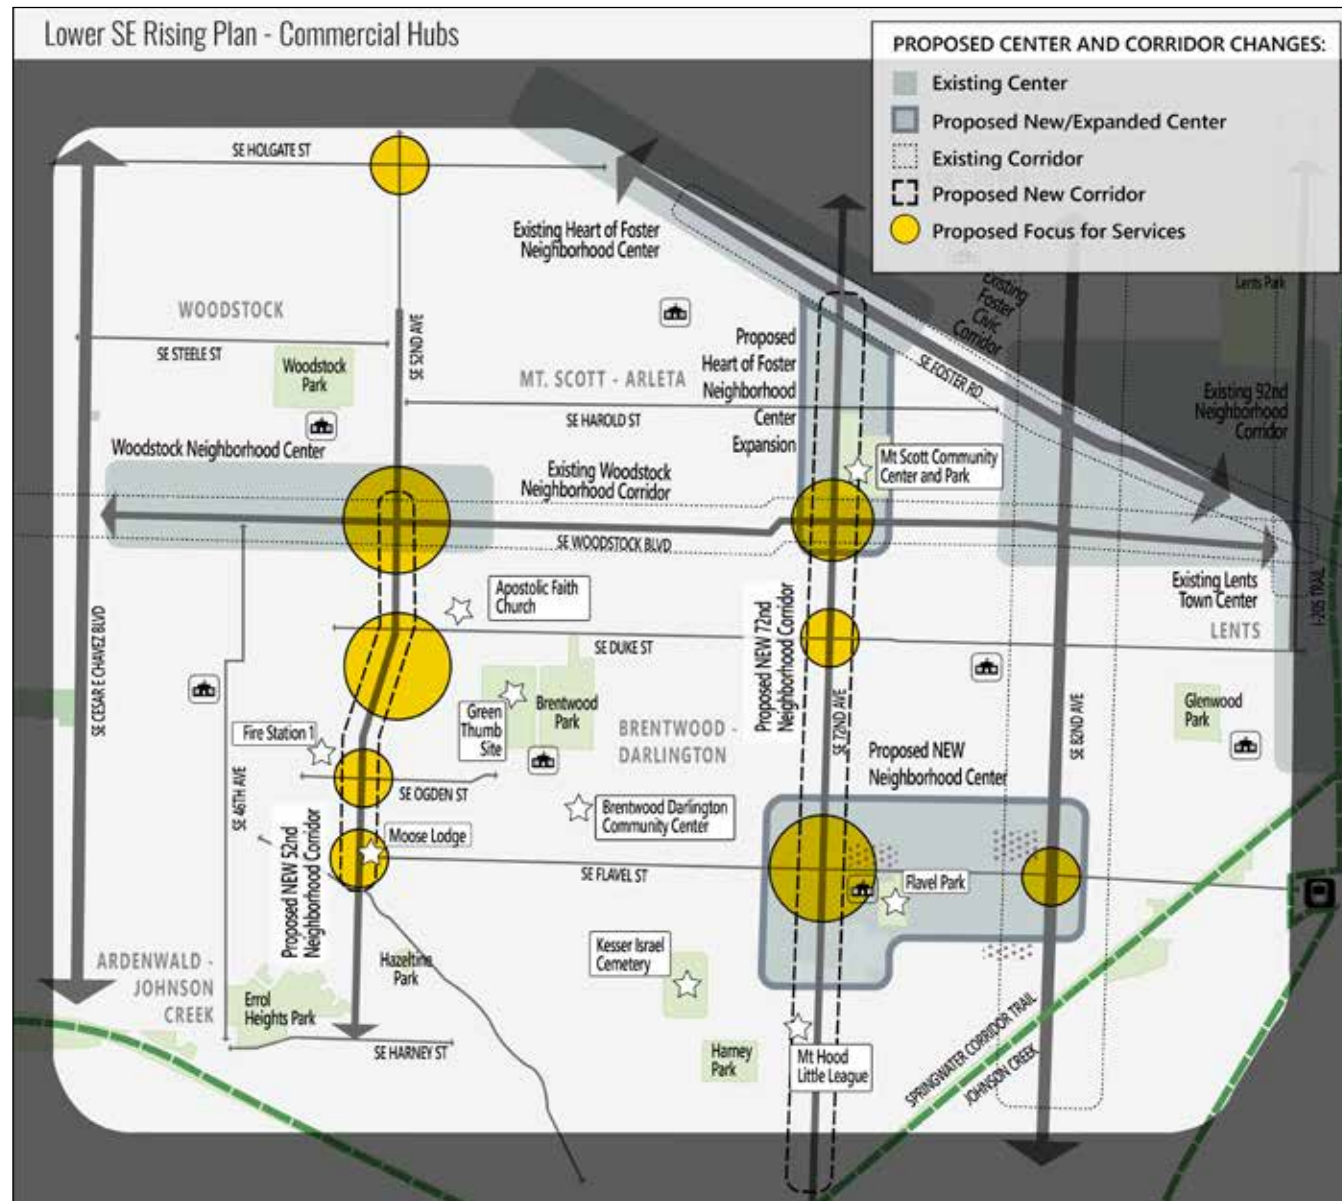 Lower SE Rising Plan - Commercial Hubs
PROPOSED CENTER AND CORRIDOR CHANGES:
Existing Center
Proposed New/Expanded Center
Existing Corridor
Proposed New Corridor
Proposed Focus for Services
SE HOLGATE ST
Existing Heart of Foster
Neighborhood Center
Existing
Foster
Civic
Corridor
Lents Park
WOODSTOCK
SE STEELE ST
SE 52ND AVE
Woodstock
Park
MT. SCOTT - ARLETA
Proposed
Heart of Foster
Neighborhood
Center
Expansion
SE FOSTER RD
Existing 92nd
Neighborhood
Corridor
SE HAROLD ST
Woodstock Neighborhood Center
Existing Woodstock
Neighborhood Corridor
Mt Scott Community
Center and Park
SE WOODSTOCK BLVD
SE CESAR E CHAVEZ BLVD
Apostolic Faith
Church
Existing Lents
Town Center
I-205 TRAIL
LENTS
SE DUKE ST
Proposed NEW 72nd
Neighborhood Corridor
SE 72ND AVE
SE 82ND AVE
Green
Thumb
Site
Brentwood
Park
BRENTWOOD -
DARLINGTON
Glenwood
Park
Fire Station 1
Proposed NEW
Neighborhood Center
SE 46TH AVE
SE OGDEN ST
Brentwood Darlington
Community Center
Proposed NEW 52nd
Neighborhood Corridor
Moose Lodge
SE FLAVEL ST
Flavel Park
ARDENWALD -
JOHNSON
CREEK
Hazeltine
Park
Kesser Israel
Cemetery
Errol
Heights Park
SE HARNEY ST
Harney
Park
Mt Hood
Little League
SPRINGWATER CORRIDOR TRAIL
JOHNSON CREEK